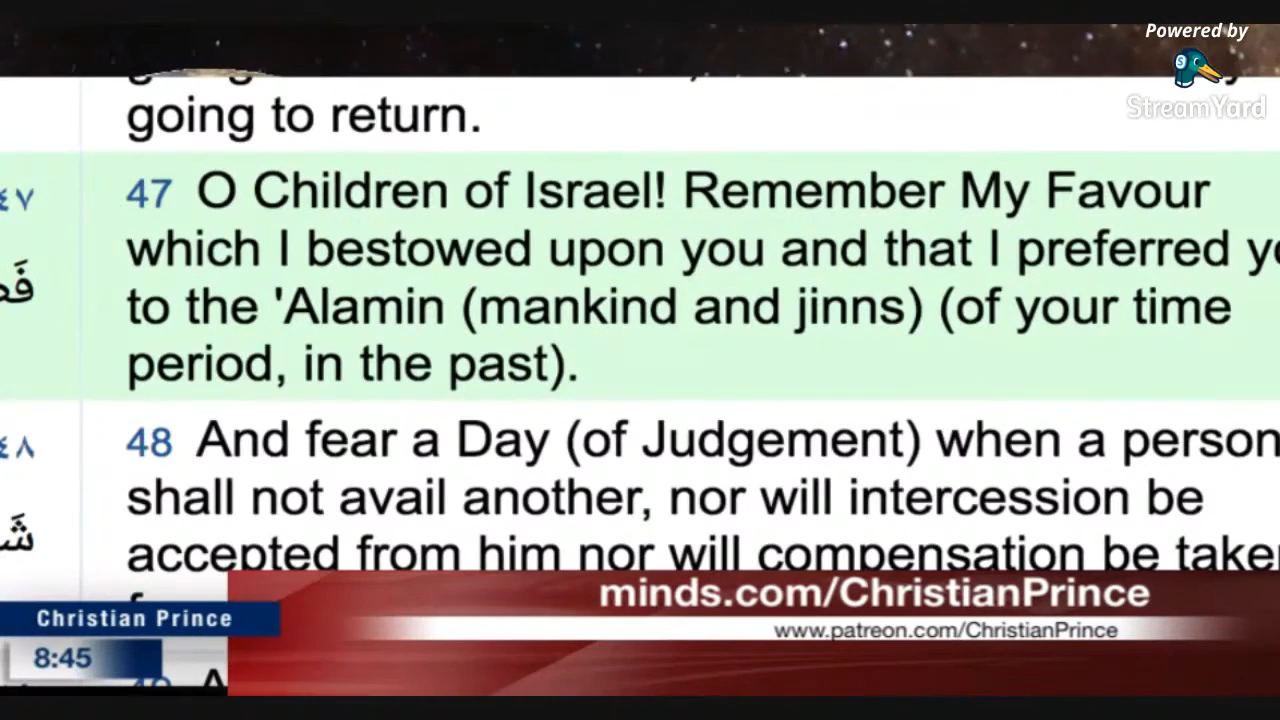 Powered by
StreamYard
going to return.
٤٧
47 O Children of Israel! Remember My Favour
which I bestowed upon you and that I preferred
to the 'Alamin (mankind and jinns) (of your time
period, in the past).
٤٨
48 And fear a Day (of Judgement) when a person
shall not avail another, nor will intercession be
accepted from him nor will compensation be
minds.com/ChristianPrince
www.patreon.com/ChristianPrince
Christian Prince
8:45